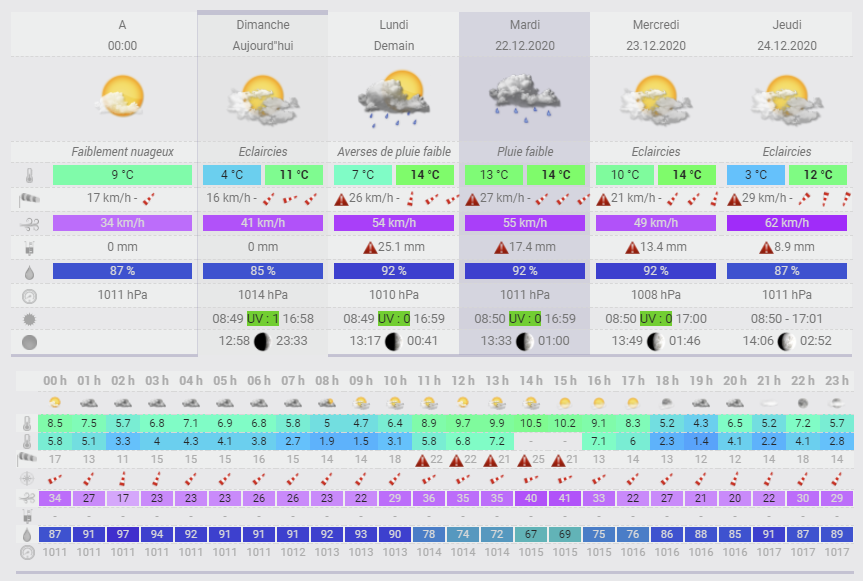 A Dimanche Lundi Mardi Mercredi Jeudi
00:00 Aujourd"hui Demain 22.12.2020 23.12.2020 24.12.2020
Faiblement nuageux Eclaircies Averses de pluie faible Pluie faible Eclaircies Eclaircies
9 °C 4 °C 11 °C 7 °C 14 °C 13 °C 14 °C 10 °C 14 °C 3 °C 12 °C
17 km/h - 16 km/h - 26 km/h - 27 km/h - 21 km/h - 29 km/h -
34 km/h 41 km/h 54 km/h 55 km/h 49 km/h 62 km/h
0 mm 0 mm 25.1 mm 17.4 mm 13.4 mm 8.9 mm
87 % 85 % 92 % 92 % 92 % 87 %
1011 hPa 1014 hPa 1010 hPa 1011 hPa 1008 hPa 1011 hPa
08:49 UV : 1 16:58 08:49 UV : 0 16:59 08:50 UV : 0 16:59 08:50 UV : 0 17:00 08:50 - 17:01
12:58 23:33 13:17 00:41 13:33 01:00 13:49 01:46 14:06 02:52
00 h 01 h 02 h 03 h 04 h 05 h 06 h 07 h 08 h 09 h 10 h 11 h 12 h 13 h 14 h 15 h 16 h 17 h 18 h 19 h 20 h 21 h 22 h 23 h
8.5 7.5 5.7 6.8 7.1 6.9 6.8 5.8 5 4.7 6.4 8.9 9.7 9.9 10.5 10.2 9.1 8.3 5.2 4.3 6.5 5.2 7.2 5.7
5.8 5.1 3.3 4 4.3 4.1 3.8 2.7 1.9 1.5 3.1 5.8 6.8 7.2 - - 7.1 6 2.3 1.4 4.1 2.2 4.1 2.8
17 13 11 15 15 15 16 15 14 14 18 22 22 21 25 21 13 14 13 12 12 13 16 14
34 27 17 23 23 23 26 26 23 22 29 36 35 35 40 41 33 22 27 21 20 22 30 29
- - - - - - - - - - - - - - - - - - - - - - - -
87 91 97 94 92 91 91 91 92 93 90 78 74 72 67 69 75 76 86 88 85 91 87 89
1011 1011 1011 1011 1011 1011 1011 1012 1013 1013 1013 1014 1014 1014 1015 1015 1015 1016 1016 1016 1016 1017 1017 1017